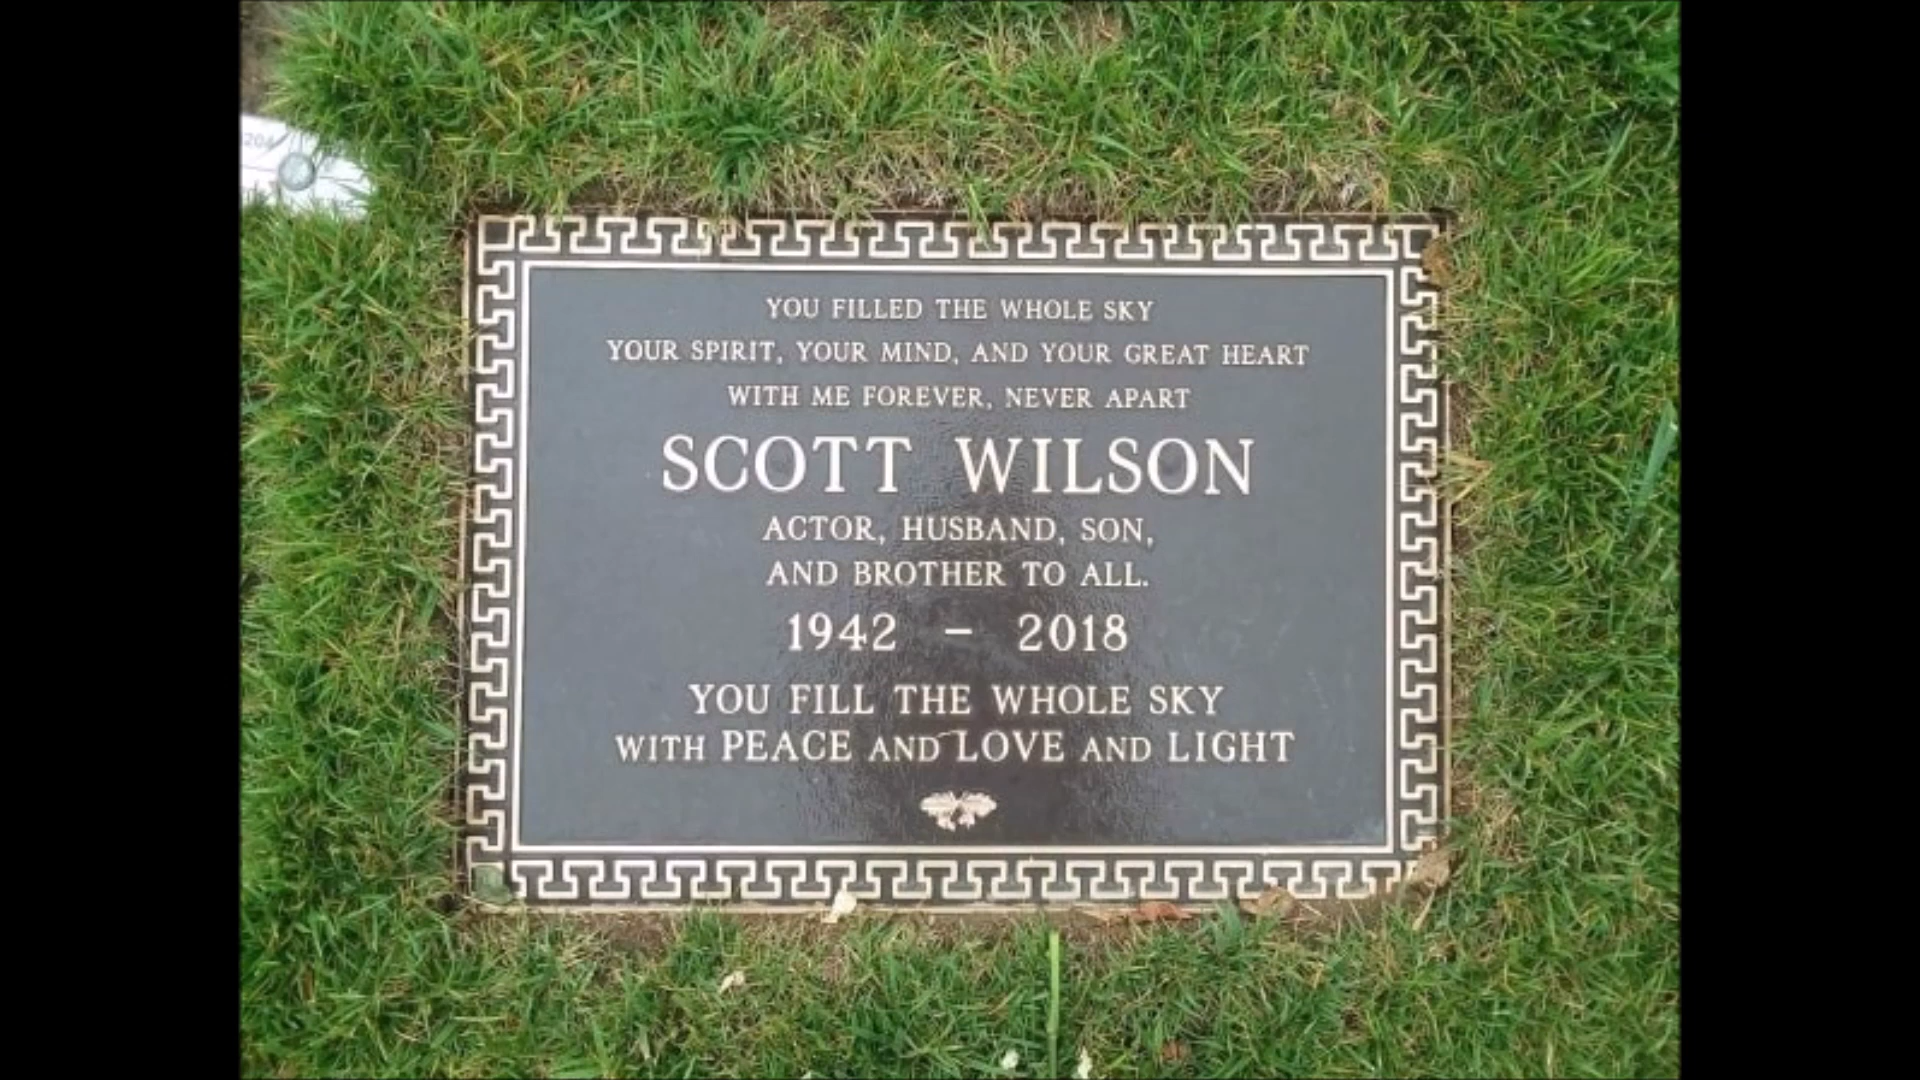 204
YOU FILLED THE WHOLE SKY
YOUR SPIRIT, YOUR MIND, AND YOUR GREAT HEART
WITH ME FOREVER, NEVER APART
SCOTT WILSON
ACTOR, HUSBAND, SON,
AND BROTHER TO ALL.
1942 – 2018
YOU FILL THE WHOLE SKY
WITH PEACE AND LOVE AND LIGHT